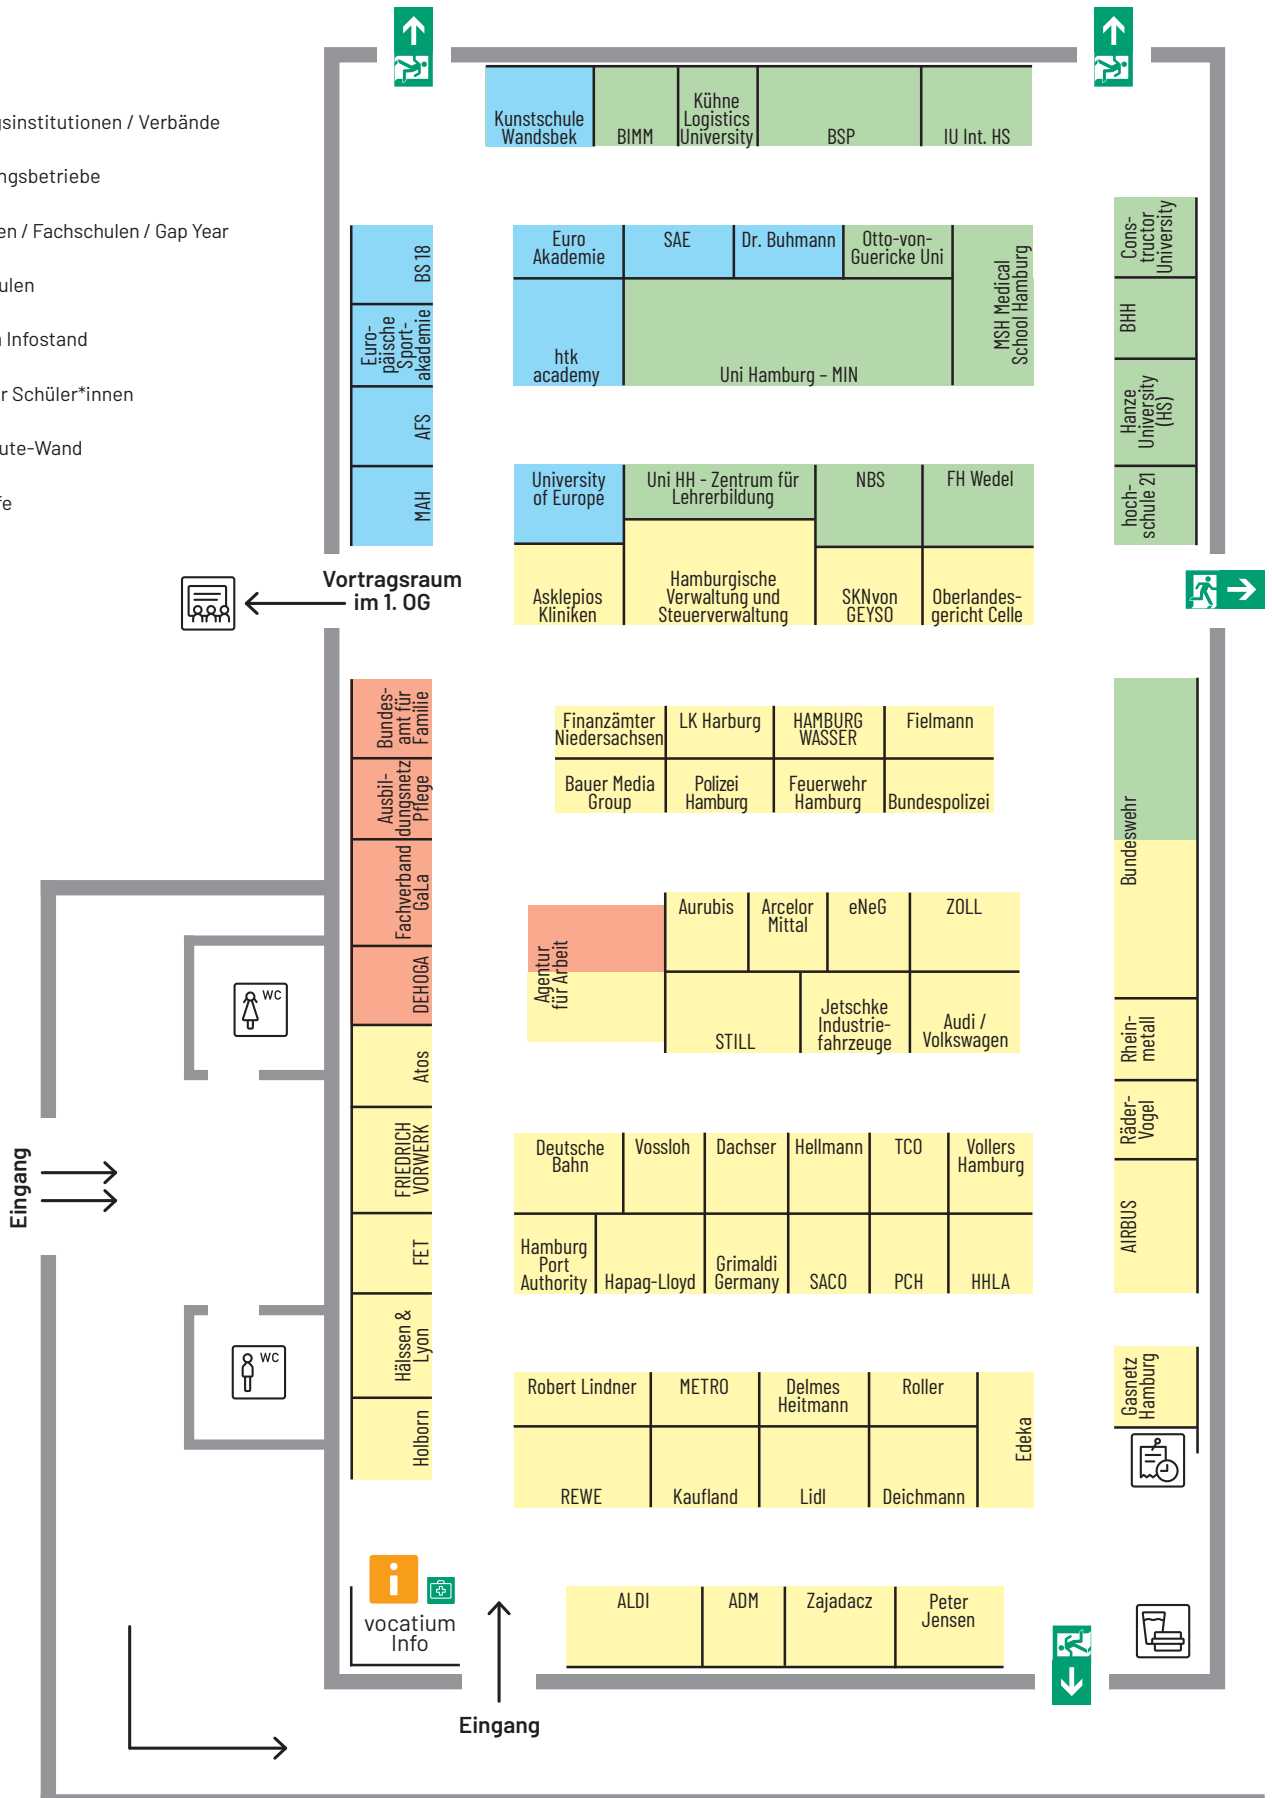 gsinstitutionen / Verbände
ngsbetriebe
en / Fachschulen / Gap Year
ulen
n Infostand
r Schüler*innen
ute-Wand
fe
Kunstschule
Wandsbek
BIMM
Kühne
Logistics
University
BSP
IU Int. HS
BS 18
Euro-
päische
Sport-
akademie
AFS
MAH
Euro
Akademie
SAE
Dr. Buhmann
Otto-von-
Guericke Uni
MSH Medical
School Hamburg
htk
academy
Uni Hamburg – MIN
Cons-
tructor
University
BHH
Hanze
University
(HS)
hoch-
schule 21
University
of Europe
Uni HH - Zentrum für
Lehrerbildung
NBS
FH Wedel
Asklepios
Kliniken
Hamburgische
Verwaltung und
Steuerverwaltung
SKNvon
GEYSO
Oberlandes-
gericht Celle
Vortragsraum
im 1. OG
Bundes-
amt für
Familie
Ausbil-
dungsnetz
Pflege
Fachverband
GaLa
DEHOGA
Atos
FRIEDRICH
VORWERK
FET
Hälssen &
Lyon
Holborn
Finanzämter
Niedersachsen
LK Harburg
HAMBURG
WASSER
Fielmann
Bauer Media
Group
Polizei
Hamburg
Feuerwehr
Hamburg
Bundespolizei
Bundeswehr
Rhein-
metall
Räder-
Vogel
AIRBUS
Gasnetz
Hamburg
Agentur
für Arbeit
Aurubis
Arcelor
Mittal
eNeG
ZOLL
STILL
Jetschke
Industrie-
fahrzeuge
Audi /
Volkswagen
WC
Eingang
WC
Deutsche
Bahn
Vossloh
Dachser
Hellmann
TCO
Vollers
Hamburg
Hamburg
Port
Authority
Hapag-Lloyd
Grimaldi
Germany
SACO
PCH
HHLA
Robert Lindner
METRO
Delmes
Heitmann
Roller
Edeka
REWE
Kaufland
Lidl
Deichmann
i
vocatium
Info
ALDI
ADM
Zajadacz
Peter
Jensen
Eingang